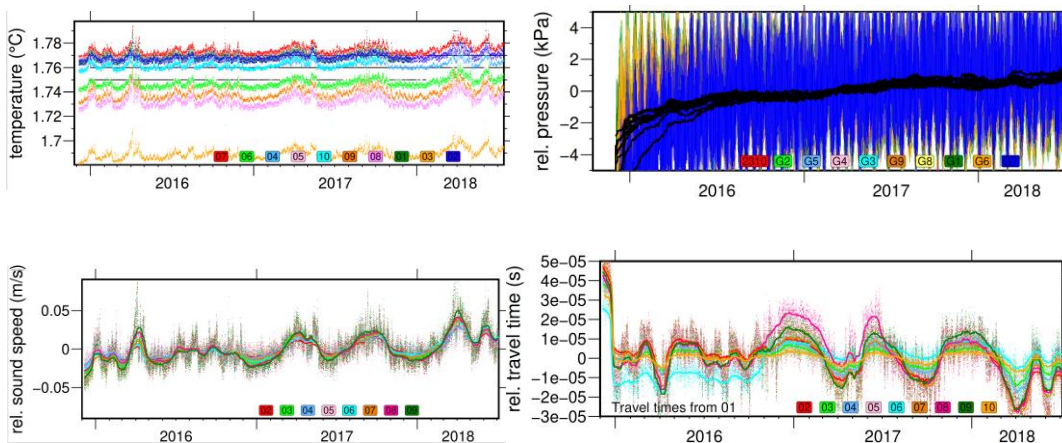 temperature (°C)
1.78
1.76
1.74
1.72
1.7
07 06 04 05 10 09 08 01 03
2016 2017 2018
rel. pressure (kPa)
4
2
0
-2
-4
2310 G2 G5 G4 G3 G9 G8 G1 G6
2016 2017 2018
rel. sound speed (m/s)
0.05
0.00
-0.05
02 03 04 05 06 07 08 09
2016 2017 2018
rel. travel time (s)
5e-05
4e-05
3e-05
2e-05
1e-05
0
-1e-05
-2e-05
-3e-05
Travel times from 01
02 03 04 05 06 07 08 09 10
2016 2017 2018